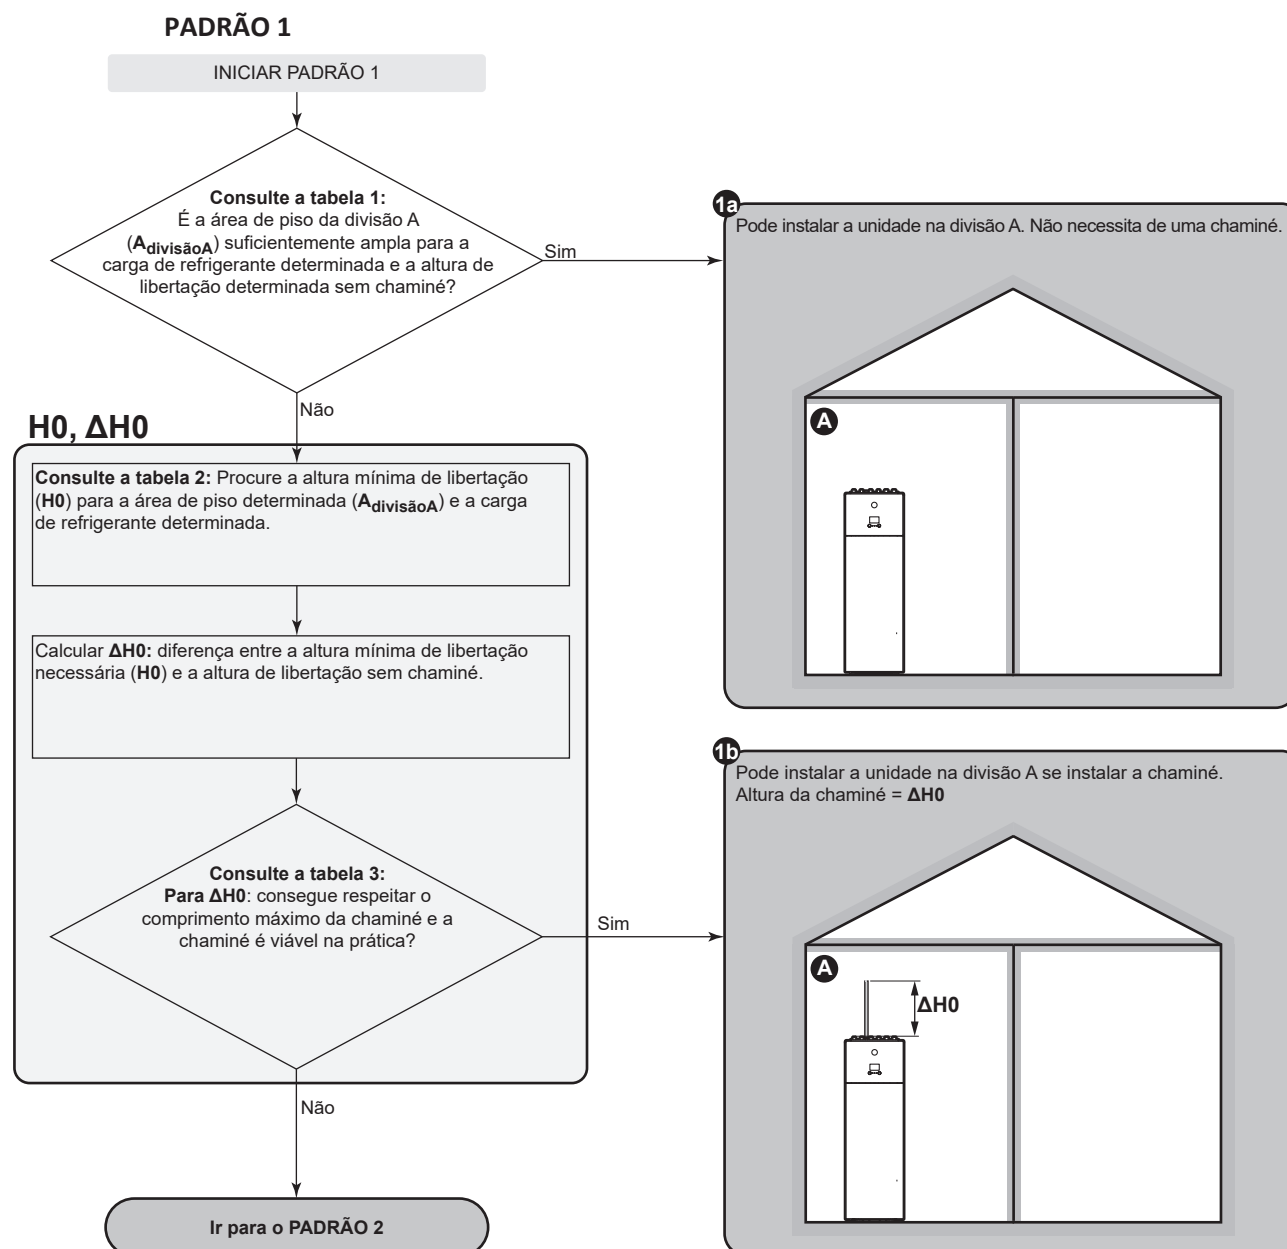 PADRÃO 1
INICIAR PADRÃO 1
Consulte a tabela 1:
É a área de piso da divisão A
(AdivisãoA) suficientemente ampla para a
carga de refrigerante determinada e a altura de
libertação determinada sem chaminé?
Sim
Não
1a
Pode instalar a unidade na divisão A. Não necessita de uma chaminé.
A
H0, ΔH0
Consulte a tabela 2: Procure a altura mínima de libertação
(H0) para a área de piso determinada (AdivisãoA) e a carga
de refrigerante determinada.
Calcular ΔH0: diferença entre a altura mínima de libertação
necessária (H0) e a altura de libertação sem chaminé.
Consulte a tabela 3:
Para ΔH0: consegue respeitar o
comprimento máximo da chaminé e a
chaminé é viável na prática?
Sim
Não
1b
Pode instalar a unidade na divisão A se instalar a chaminé.
Altura da chaminé = ΔH0
A
ΔH0
Ir para o PADRÃO 2